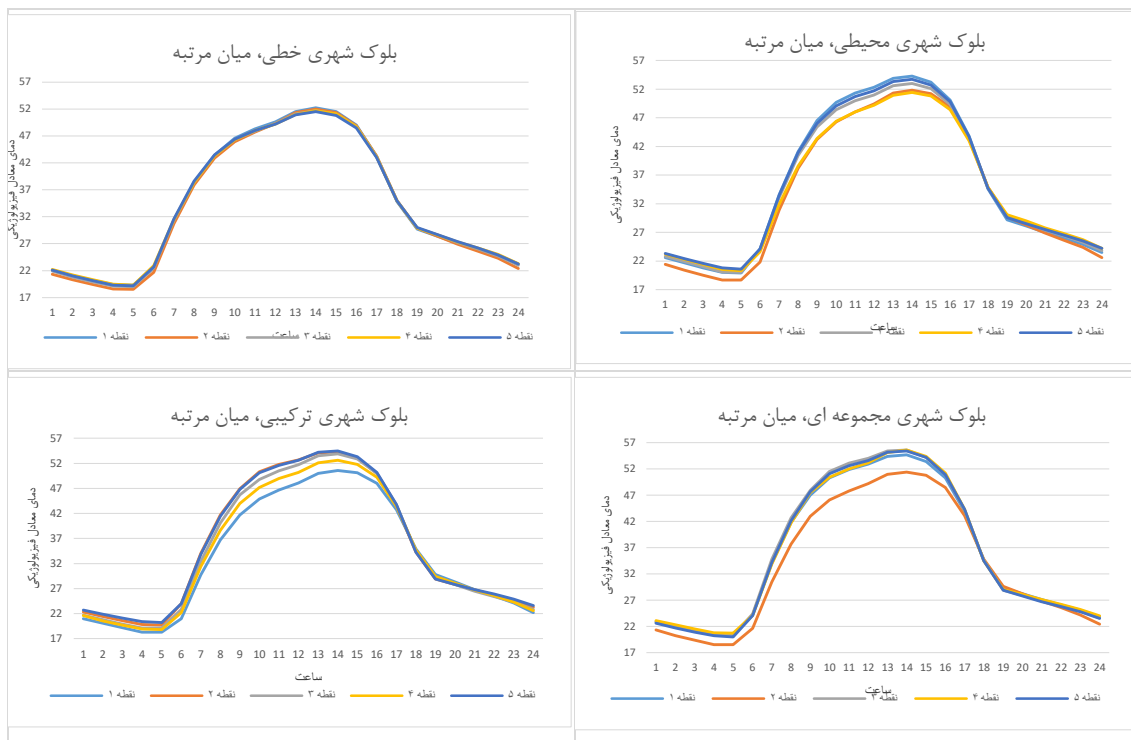 بلوک شهری خطی، میان مرتبه
دمای معادل فیزیولوژیکی
57
52
47
42
37
32
27
22
17
1 2 3 4 5 6 7 8 9 10 11 12 13 14 15 16 17 18 19 20 21 22 23 24
ساعت
نقطه ۱ نقطه ۲ نقطه ۳ نقطه ۴ نقطه ۵
بلوک شهری محیطی، میان مرتبه
دمای معادل فیزیولوژیکی
57
52
47
42
37
32
27
22
17
1 2 3 4 5 6 7 8 9 10 11 12 13 14 15 16 17 18 19 20 21 22 23 24
ساعت
نقطه ۱ نقطه ۲ نقطه ۳ نقطه ۴ نقطه ۵
بلوک شهری ترکیبی، میان مرتبه
دمای معادل فیزیولوژیکی
57
52
47
42
37
32
27
22
17
1 2 3 4 5 6 7 8 9 10 11 12 13 14 15 16 17 18 19 20 21 22 23 24
ساعت
نقطه ۱ نقطه ۲ نقطه ۳ نقطه ۴ نقطه ۵
بلوک شهری مجموعه ای، میان مرتبه
دمای معادل فیزیولوژیکی
57
52
47
42
37
32
27
22
17
1 2 3 4 5 6 7 8 9 10 11 12 13 14 15 16 17 18 19 20 21 22 23 24
ساعت
نقطه ۱ نقطه ۲ نقطه ۳ نقطه ۴ نقطه ۵